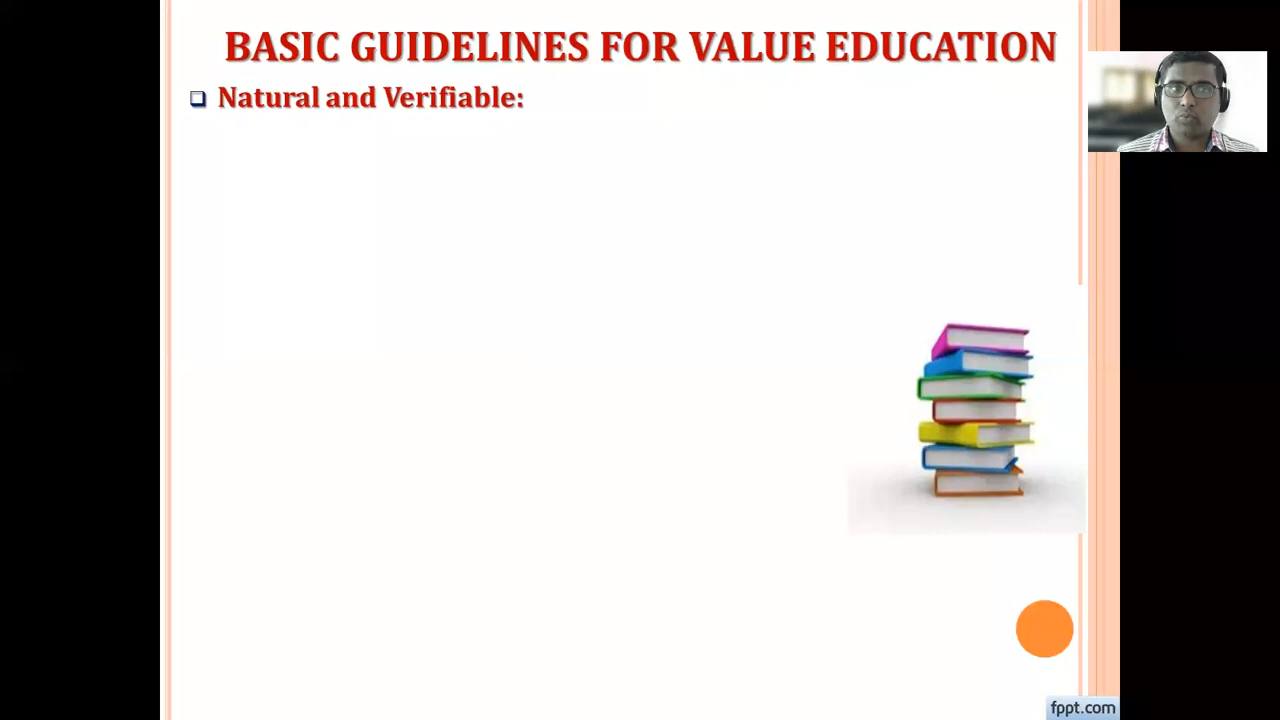 BASIC GUIDELINES FOR VALUE EDUCATION
Natural and Verifiable:
fppt.com